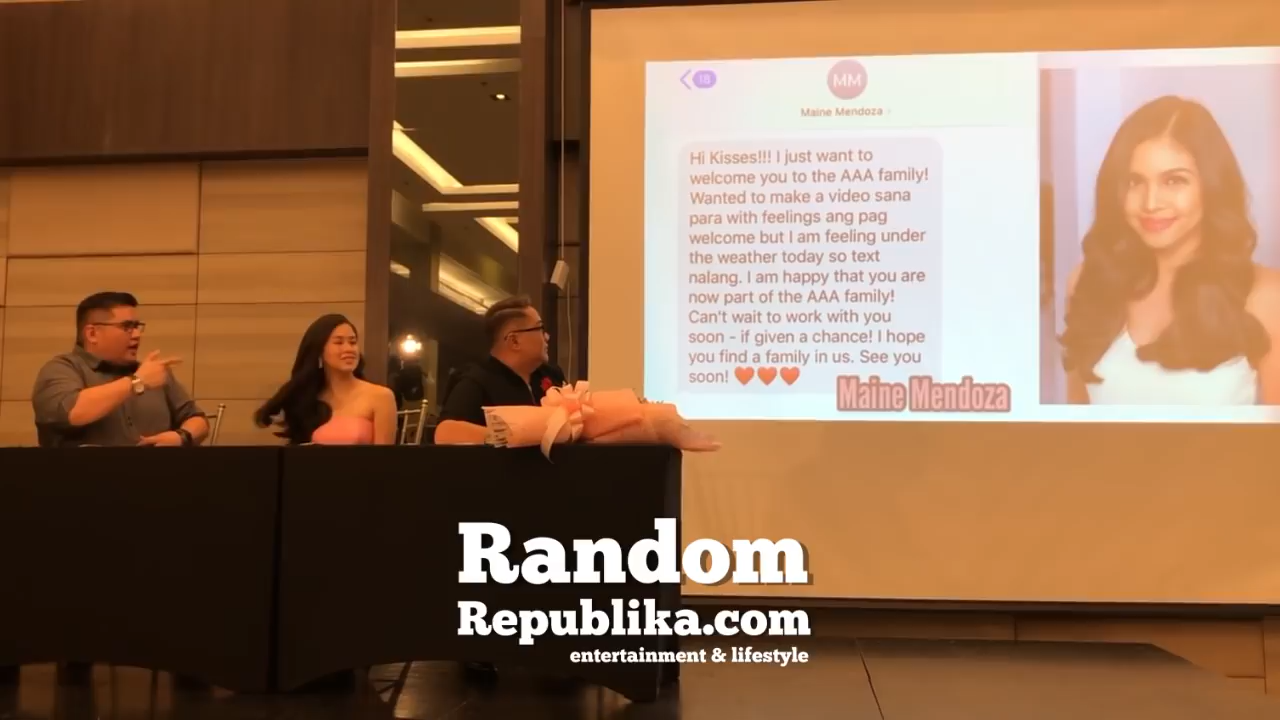 18
MM
Maine Mendoza
Hi Kisses!!! I just want to
welcome you to the AAA family!
Wanted to make a video sana
para with feelings ang pag
welcome but I am feeling under
the weather today so text
nalang. I am happy that you are
now part of the AAA family!
Can't wait to work with you
soon - if given a chance! I hope
you find a family in us. See you
soon! ❤️❤️❤️
Maine Mendoza
Random
Republika.com
entertainment & lifestyle